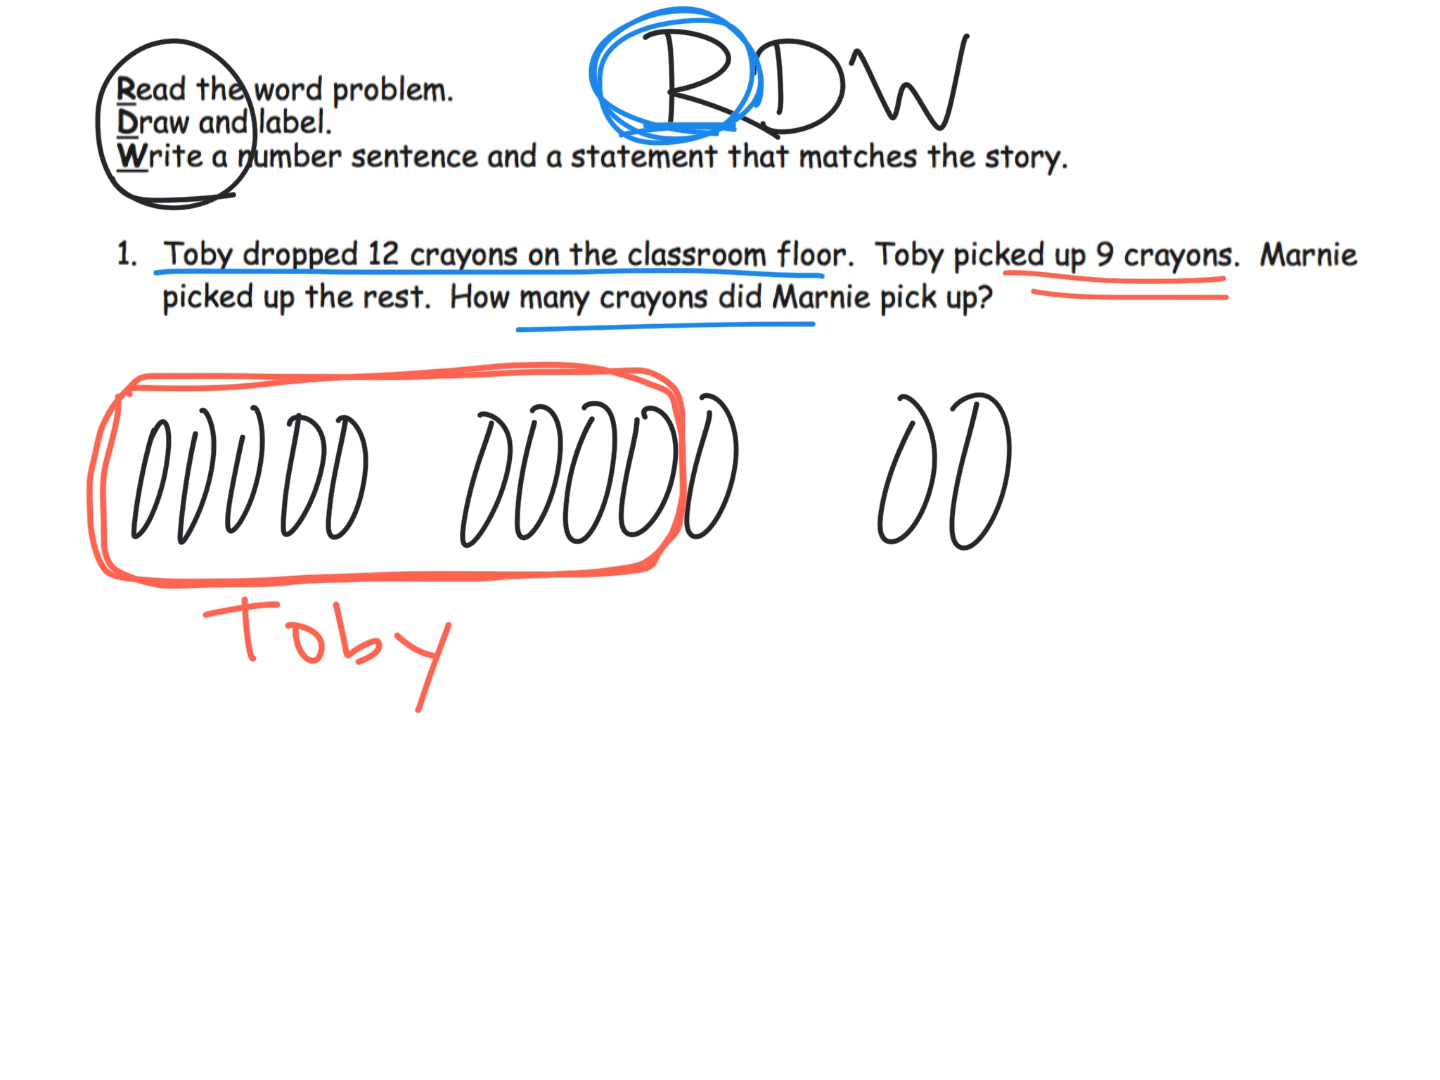 RDW
Read the word problem.
Draw and label.
Write a number sentence and a statement that matches the story.
1. Toby dropped 12 crayons on the classroom floor. Toby picked up 9 crayons. Marnie
picked up the rest. How many crayons did Marnie pick up?
Toby